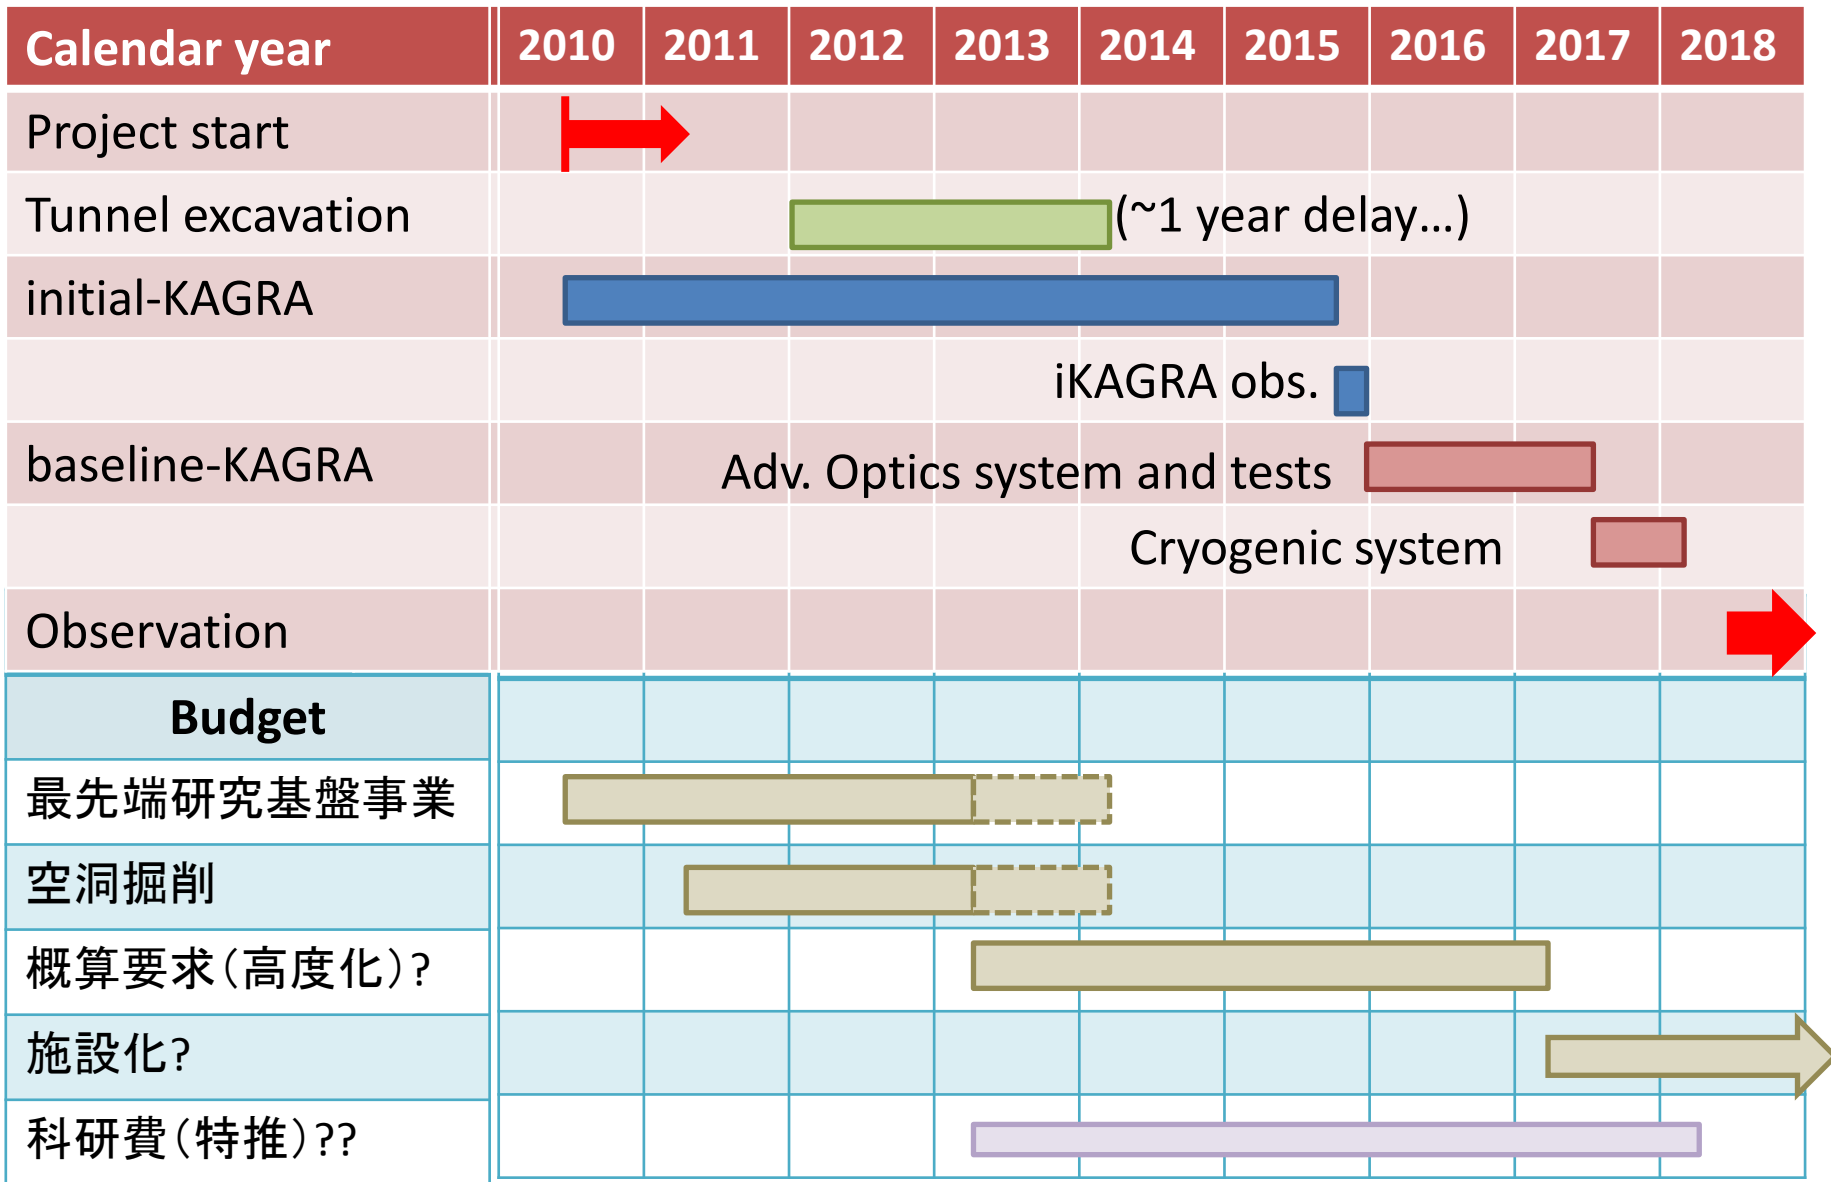 Calendar year 2010 2011 2012 2013 2014 2015 2016 2017 2018
Project start
Tunnel excavation (~1 year delay...)
initial-KAGRA
iKAGRA obs.
baseline-KAGRA Adv. Optics system and tests
Cryogenic system
Observation
Budget
最先端研究基盤事業
空洞掘削
概算要求（高度化）?
施設化?
科研費（特推）??